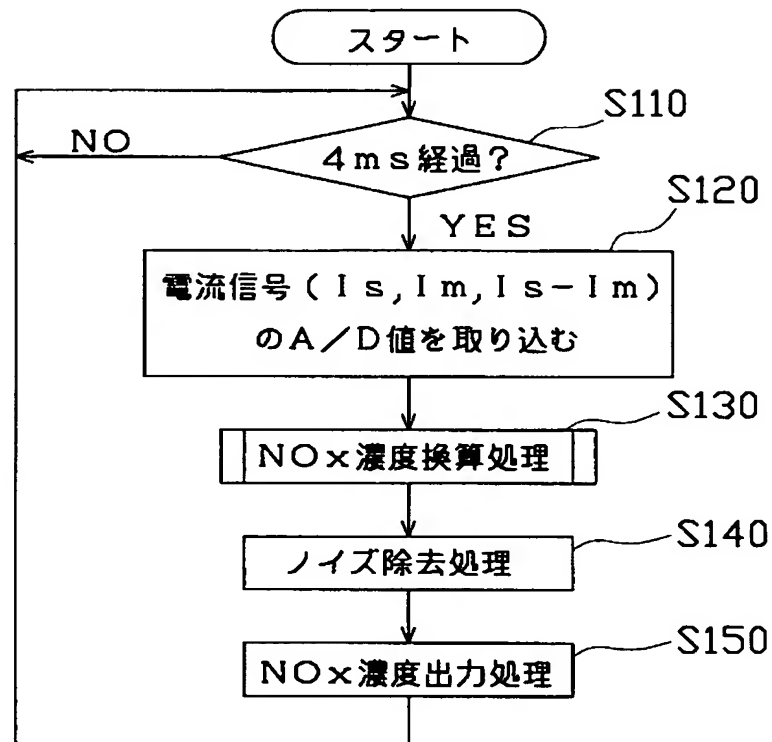 スタート
S110
NO
4ms経過?
S120
YES
電流信号(Is,Im,Is-Im)
のA/D値を取り込む
S130
NOx濃度換算処理
S140
ノイズ除去処理
S150
NOx濃度出力処理